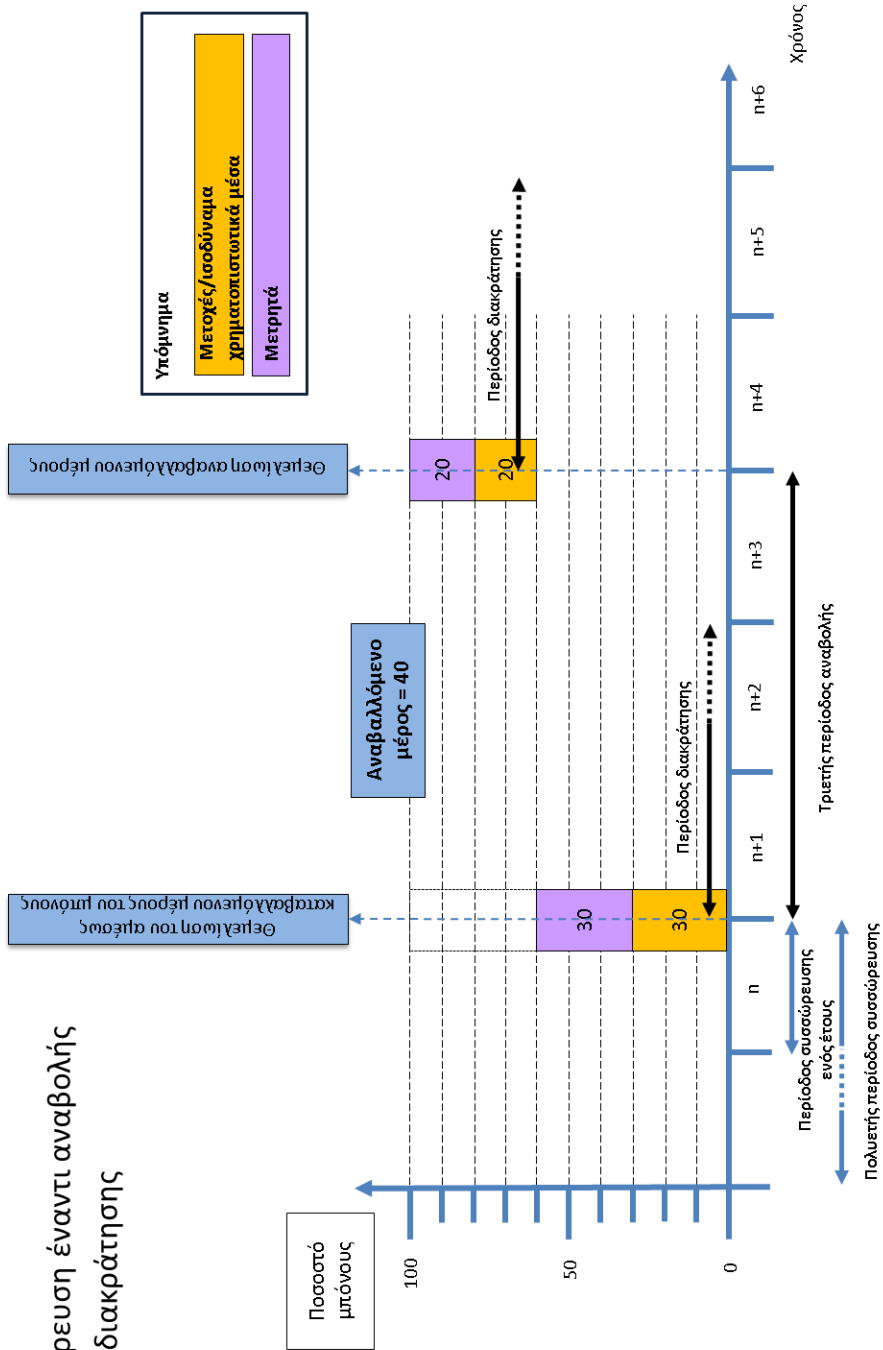 ρευση έναντι αναβολής
διακράτησης
Ποσοστό
μπόνους
Θεμελίωση του αμέσως
καταβαλλόμενου μέρους του μπόνους
Αναβαλλόμενο
μέρος = 40
Θεμελίωση αναβαλλόμενου μέρους
Υπόμνημα
Μετοχές/ισοδύναμα
χρηματοπιστωτικά μέσα
Μετρητά
100
50
0
30
30
20
20
Περίοδος διακράτησης
Περίοδος διακράτησης
n
n+1
n+2
n+3
n+4
n+5
n+6
Χρόνος
Περίοδος συσσώρευσης
ενός έτους
Τριετής περίοδος αναβολής
Πολυετής περίοδος συσσώρευσης